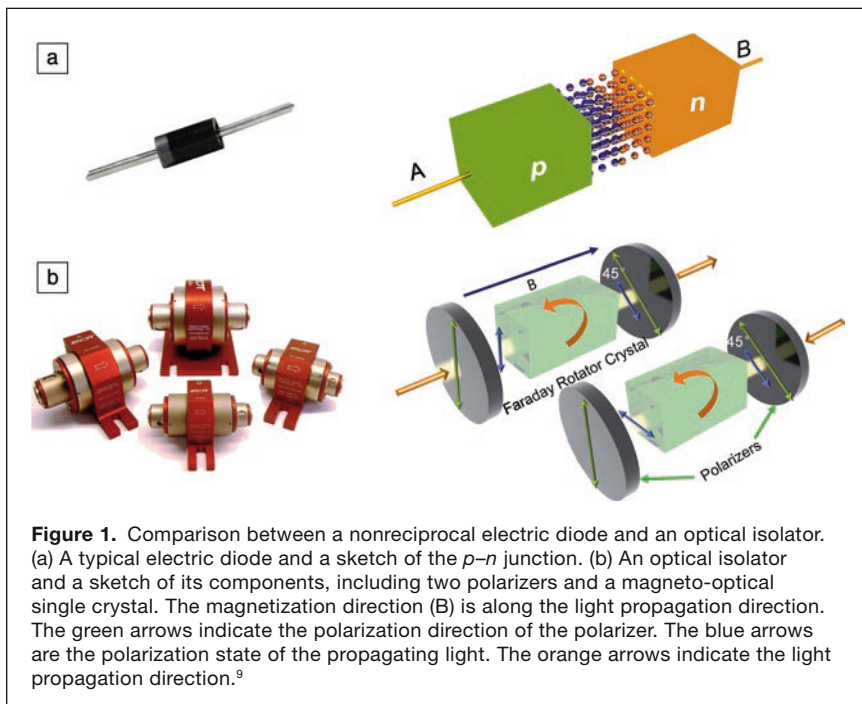 a
A
p
n
B
b
B
45°
Faraday Rotator Crystal
45°
Polarizers
Figure 1. Comparison between a nonreciprocal electric diode and an optical isolator.
(a) A typical electric diode and a sketch of the p–n junction. (b) An optical isolator
and a sketch of its components, including two polarizers and a magneto-optical
single crystal. The magnetization direction (B) is along the light propagation direction.
The green arrows indicate the polarization direction of the polarizer. The blue arrows
are the polarization state of the propagating light. The orange arrows indicate the light
propagation direction.⁹